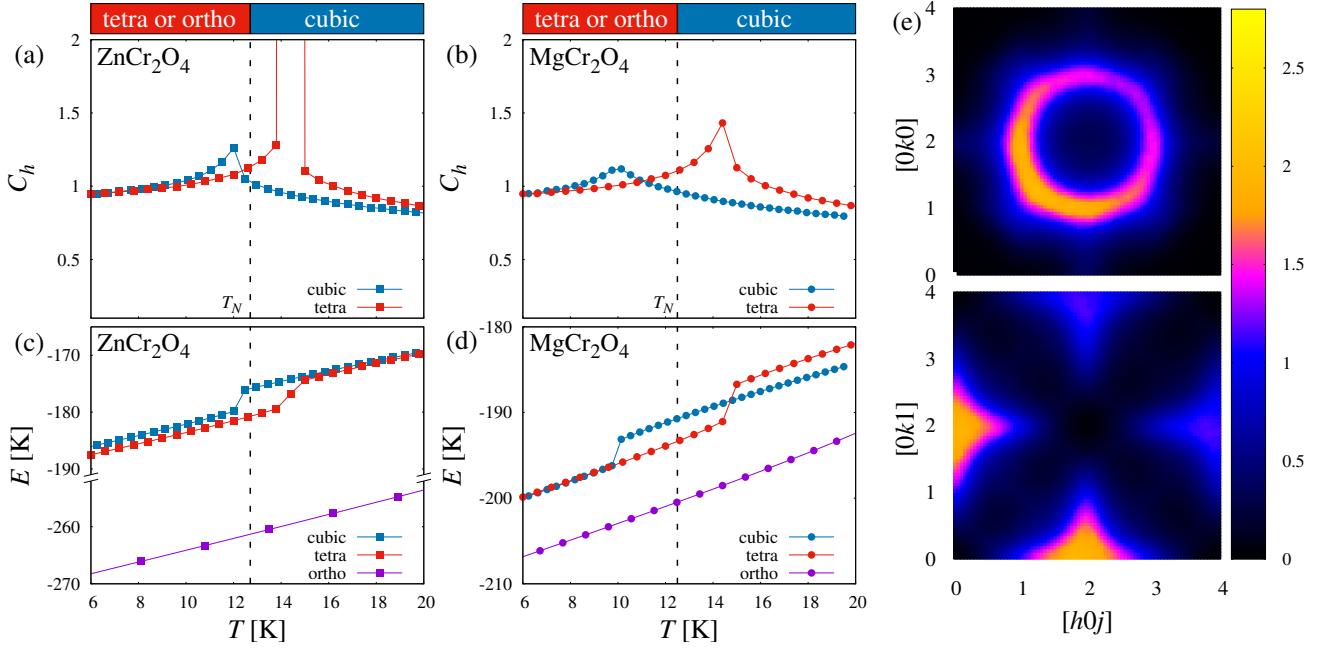 tetra or ortho cubic
tetra or ortho cubic
(a) ZnCr2O4
2
1.5
1
0.5
Ch
TN
cubic
tetra
(b) MgCr2O4
2
1.5
1
0.5
Ch
TN
cubic
tetra
(c) ZnCr2O4
-170
-180
-190
-260
-270
E [K]
cubic
tetra
ortho
6 8 10 12 14 16 18 20
T [K]
(d) MgCr2O4
-180
-190
-200
-210
E [K]
cubic
tetra
ortho
6 8 10 12 14 16 18 20
T [K]
(e)
4
3
2
1
0
[0k0]
4
3
2
1
0
[0k1]
0 1 2 3 4
[h0j]
2.5
2
1.5
1
0.5
0